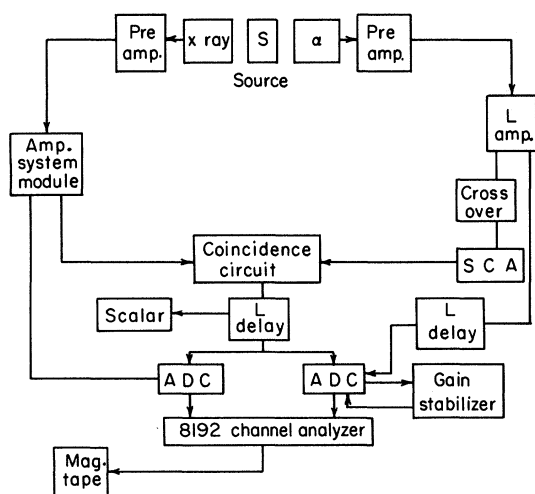 Pre
amp.
x ray
S
α
Pre
amp.
Source
L
amp.
Amp.
system
module
Cross
over
Coincidence
circuit
S C A
Scalar
L
delay
L
delay
A D C
A D C
Gain
stabilizer
8192 channel analyzer
Mag.
tape